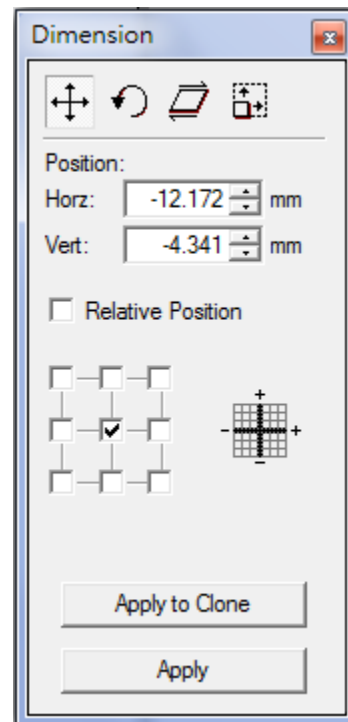 Dimension
Position:
Horz: -12.172 mm
Vert: -4.341 mm
Relative Position
+
- +
-
Apply to Clone
Apply